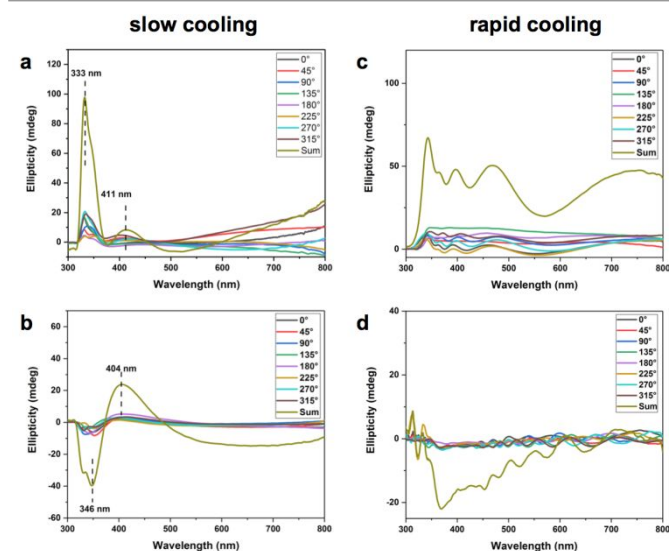 slow cooling
rapid cooling
a
333 nm
411 nm
0°
45°
90°
135°
180°
225°
270°
315°
Sum
Ellipticity (mdeg)
120
100
80
60
40
20
0
-20
300 400 500 600 700 800
Wavelength (nm)
c
0°
45°
90°
135°
180°
225°
270°
315°
Sum
Ellipticity (mdeg)
100
50
0
300 400 500 600 700 800
Wavelength (nm)
b
404 nm
346 nm
0°
45°
90°
135°
180°
225°
270°
315°
Sum
Ellipticity (mdeg)
60
40
20
0
-20
-40
-60
300 400 500 600 700 800
Wavelength (nm)
d
0°
45°
90°
135°
180°
225°
270°
315°
Sum
Ellipticity (mdeg)
40
20
0
-20
300 400 500 600 700 800
Wavelength (nm)